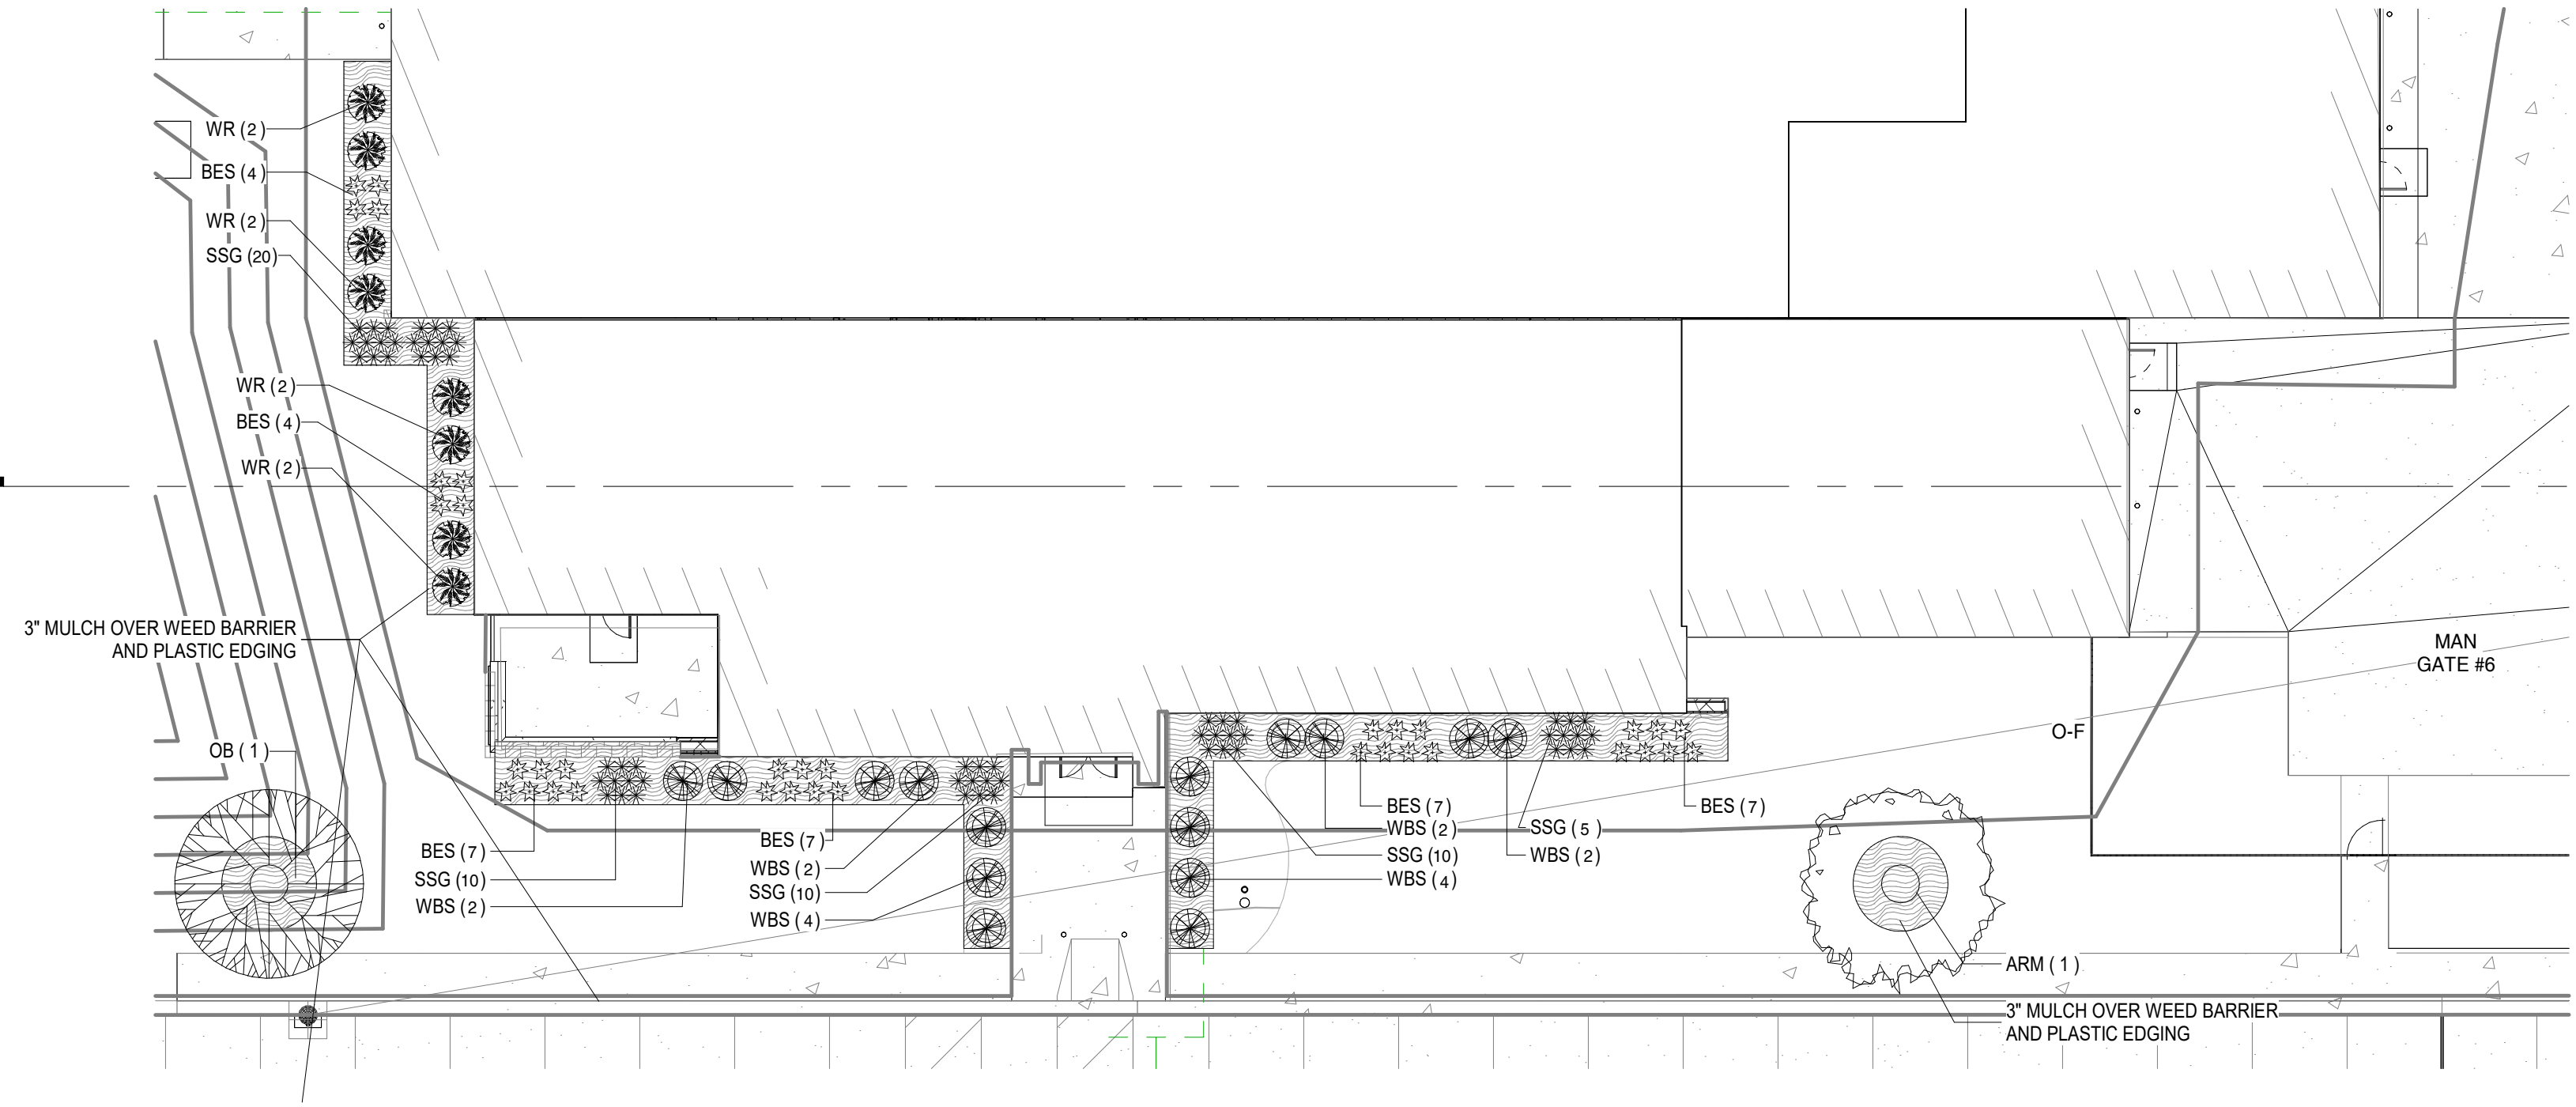 WR (2)
BES (4)
WR (2)
SSG (20)
WR (2)
BES (4)
WR (2)
3" MULCH OVER WEED BARRIER
AND PLASTIC EDGING
OB (1)
BES (7)
SSG (10)
WBS (2)
BES (7)
WBS (2)
SSG (10)
WBS (4)
BES (7)
WBS (2)
SSG (10)
WBS (4)
SSG (5)
WBS (2)
BES (7)
O-F
MAN
GATE #6
ARM (1)
3" MULCH OVER WEED BARRIER
AND PLASTIC EDGING